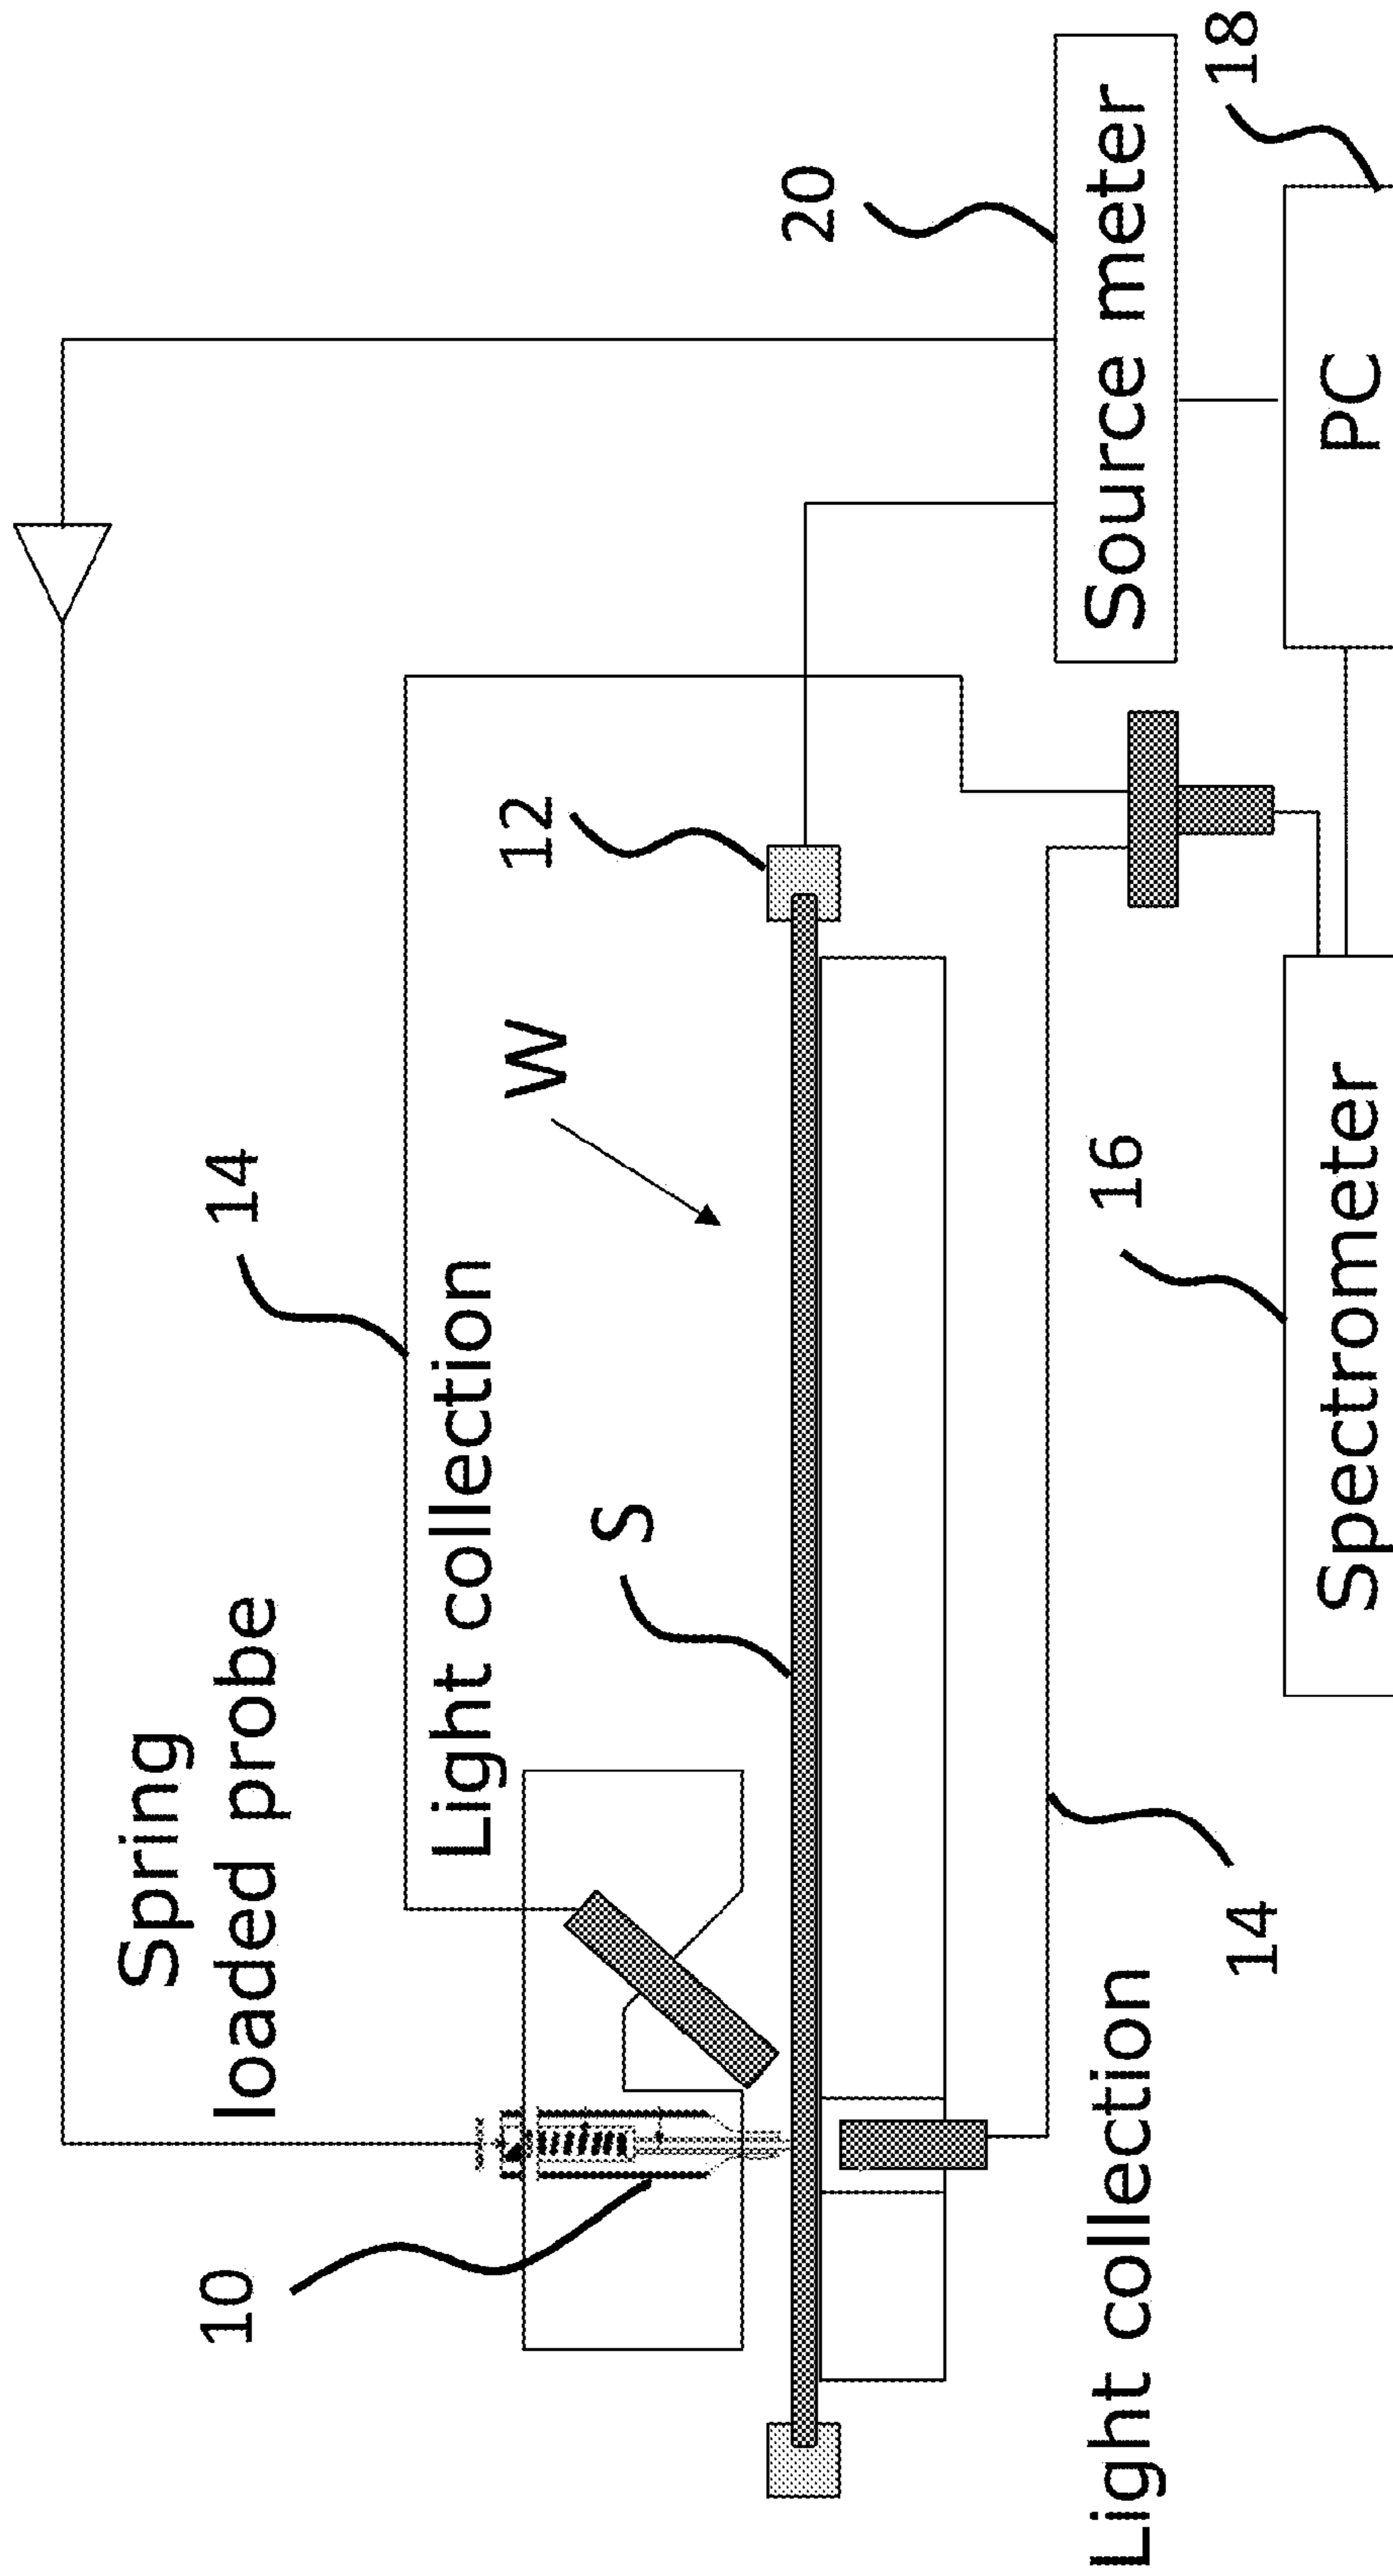 Spring
loaded probe
10
14
Light collection
S
W
12
20
Source meter
14
Light collection
16
Spectrometer
PC
18